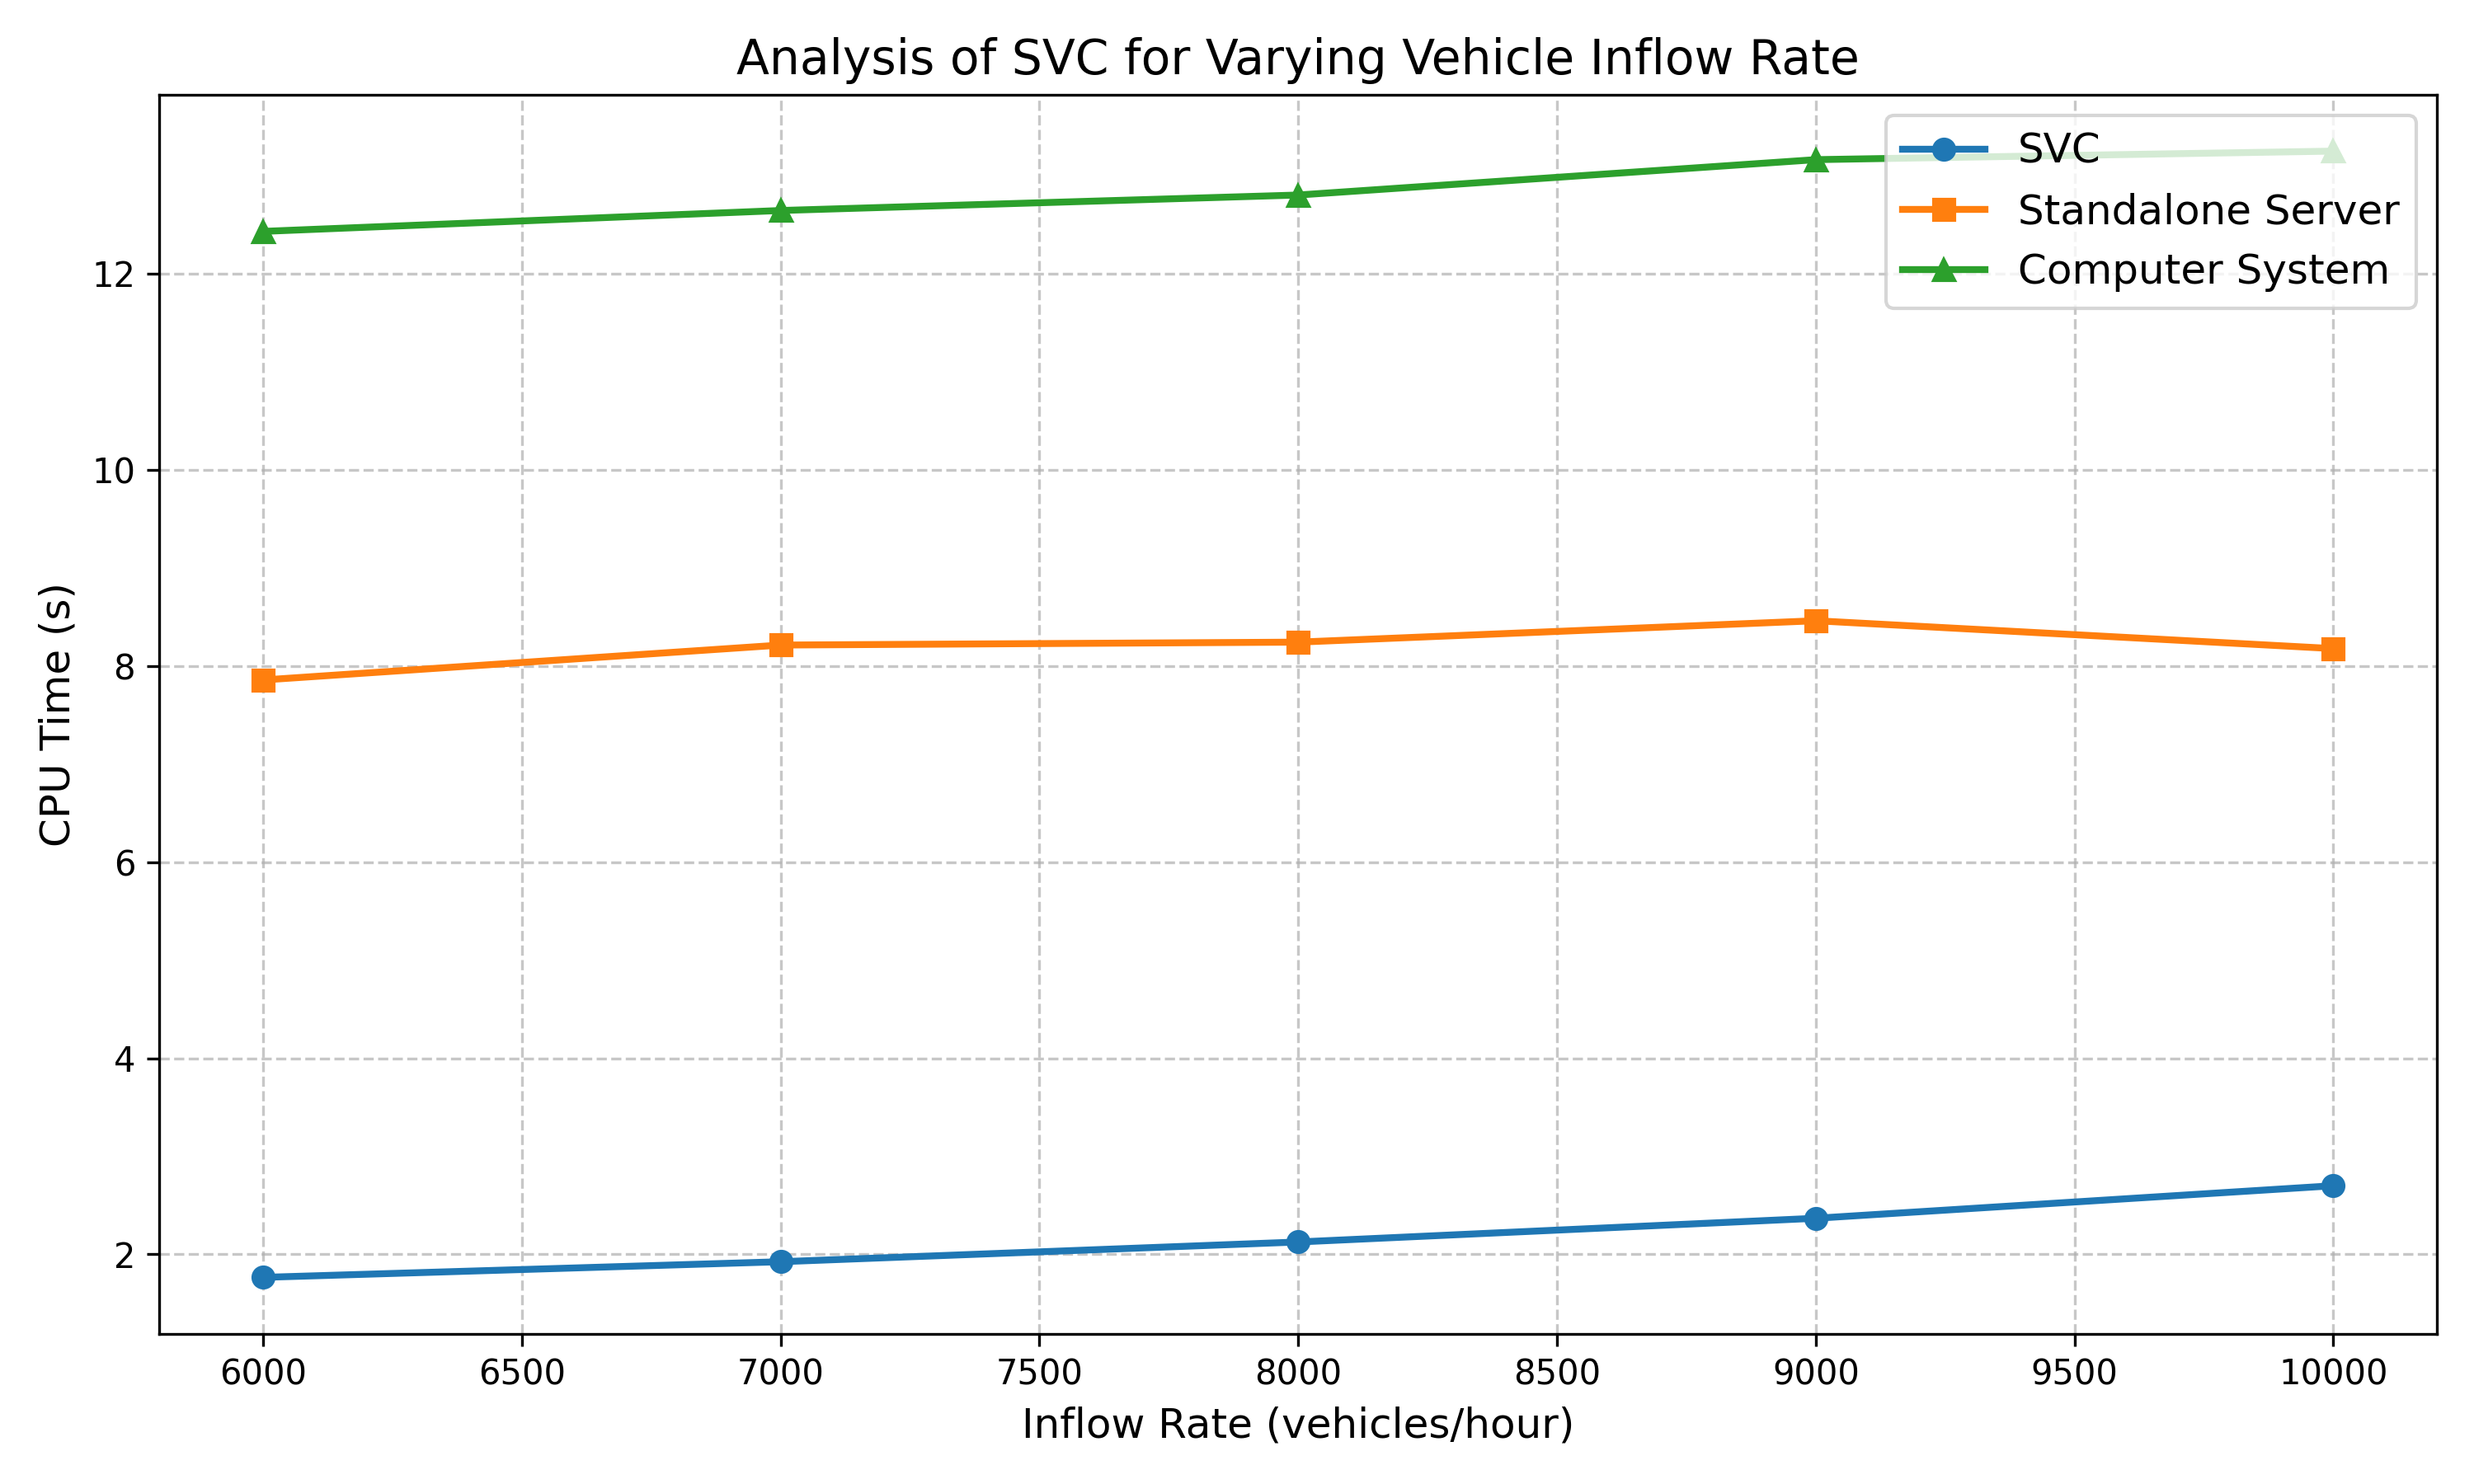 Analysis of SVC for Varying Vehicle Inflow Rate
SVC
Standalone Server
Computer System
CPU Time (s)
12
10
8
6
4
2
6000 6500 7000 7500 8000 8500 9000 9500 10000
Inflow Rate (vehicles/hour)